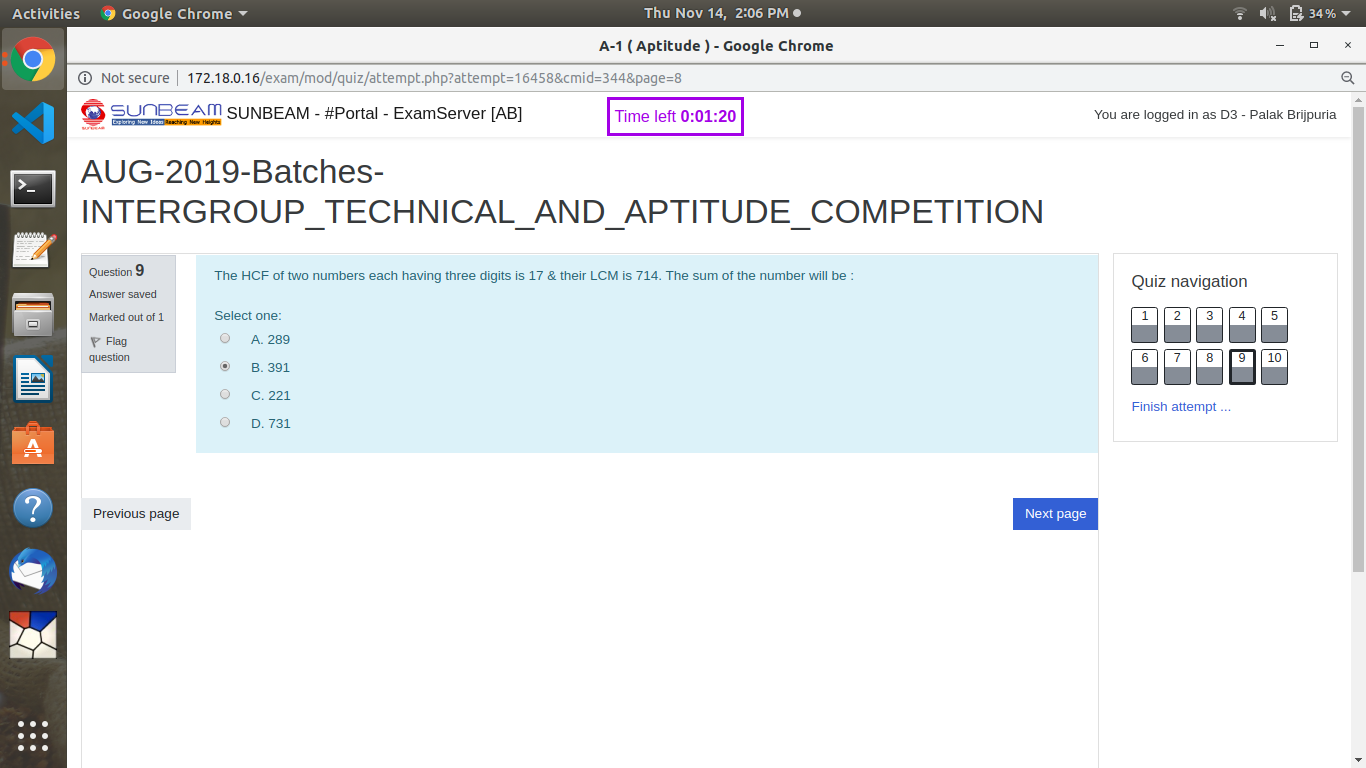 Activities
Google Chrome
Thu Nov 14, 2:06 PM
34%
A-1 ( Aptitude ) - Google Chrome
Not secure
172.18.0.16/exam/mod/quiz/attempt.php?attempt=16458&cmid=344&page=8
SUNBEAM
Exploring New Ideas Reaching New Heights
SUNBEAM
SUNBEAM - #Portal - ExamServer [AB]
Time left 0:01:20
You are logged in as D3 - Palak Brijpuria
AUG-2019-Batches-
INTERGROUP_TECHNICAL_AND_APTITUDE_COMPETITION
Question 9
Answer saved
Marked out of 1
Flag
question
The HCF of two numbers each having three digits is 17 & their LCM is 714. The sum of the number will be :
Select one:
A. 289
B. 391
C. 221
D. 731
Previous page
Next page
Quiz navigation
1 2 3 4 5
6 7 8 9 10
Finish attempt ...